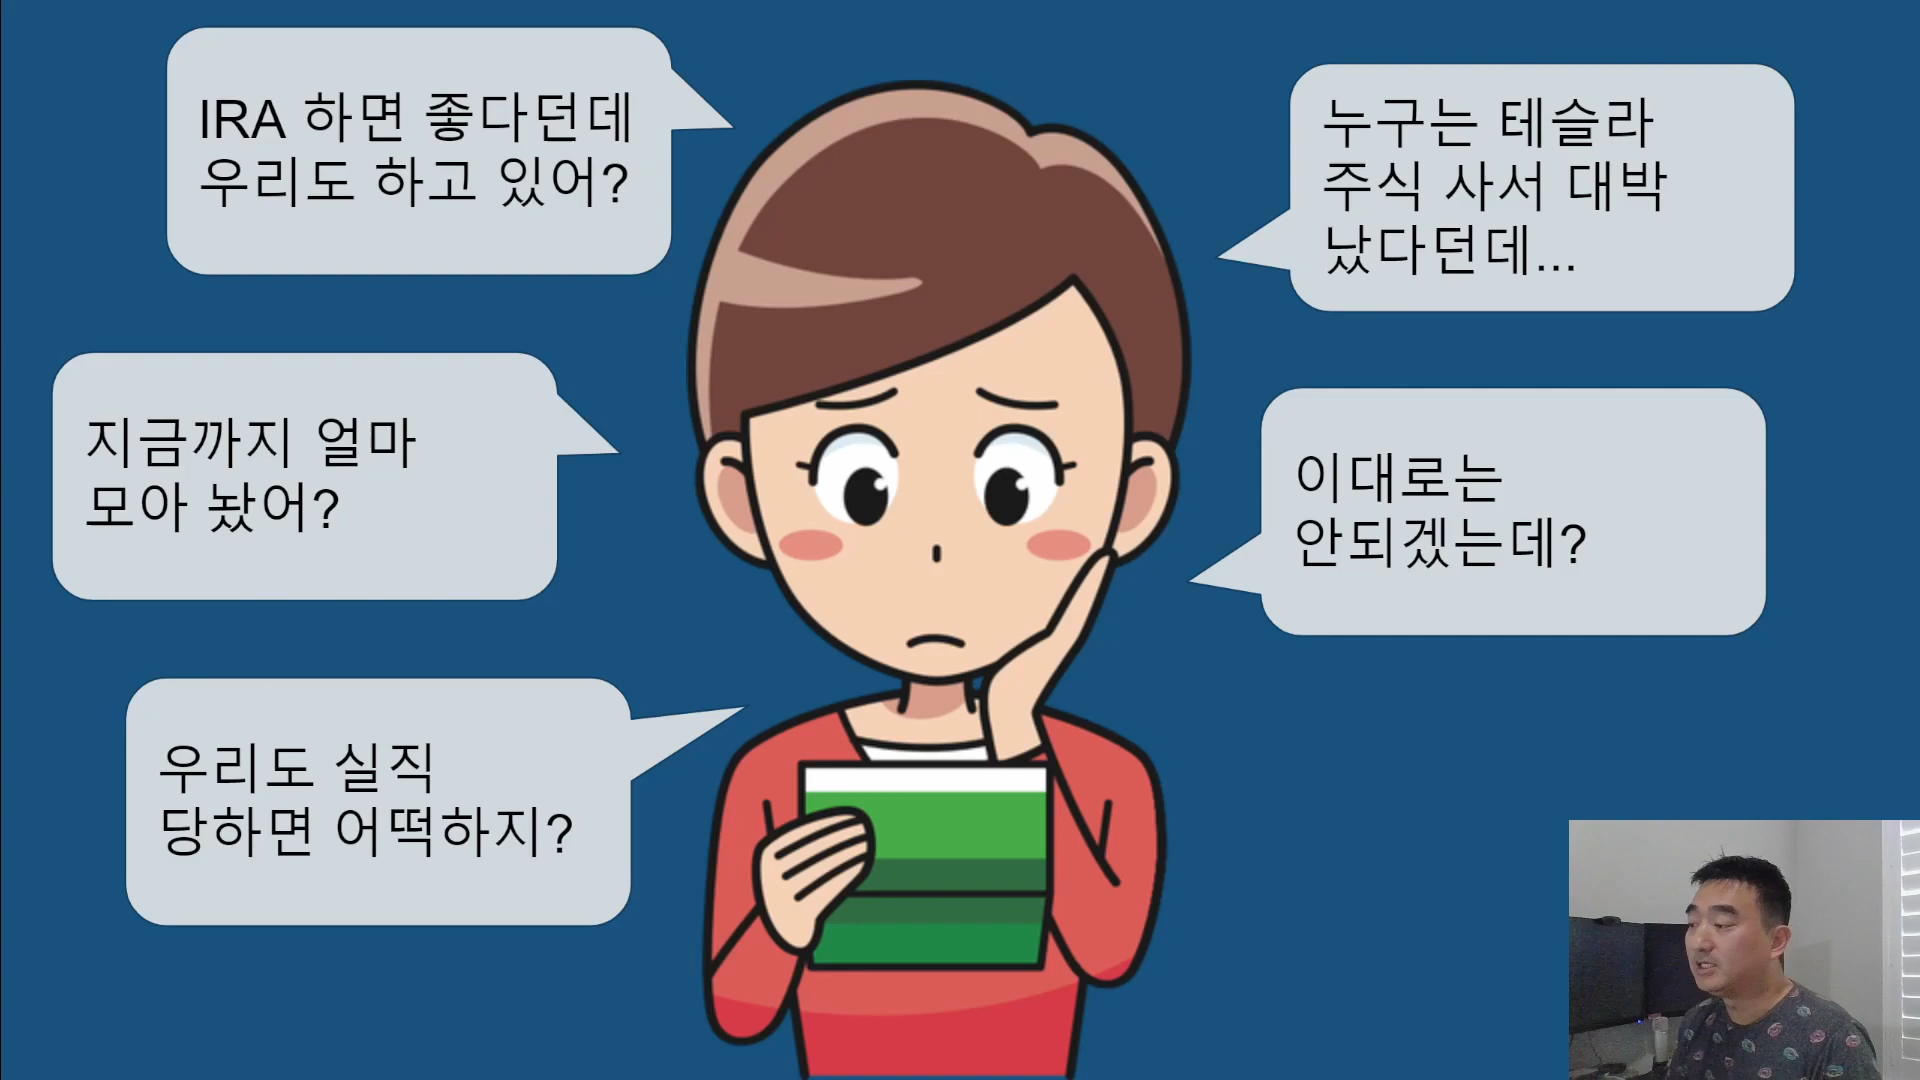 IRA 하면 좋다던데
우리도 하고 있어?
누구는 테슬라
주식 사서 대박
났다던데...
지금까지 얼마
모아 놨어?
이대로는
안되겠는데?
우리도 실직
당하면 어떡하지?